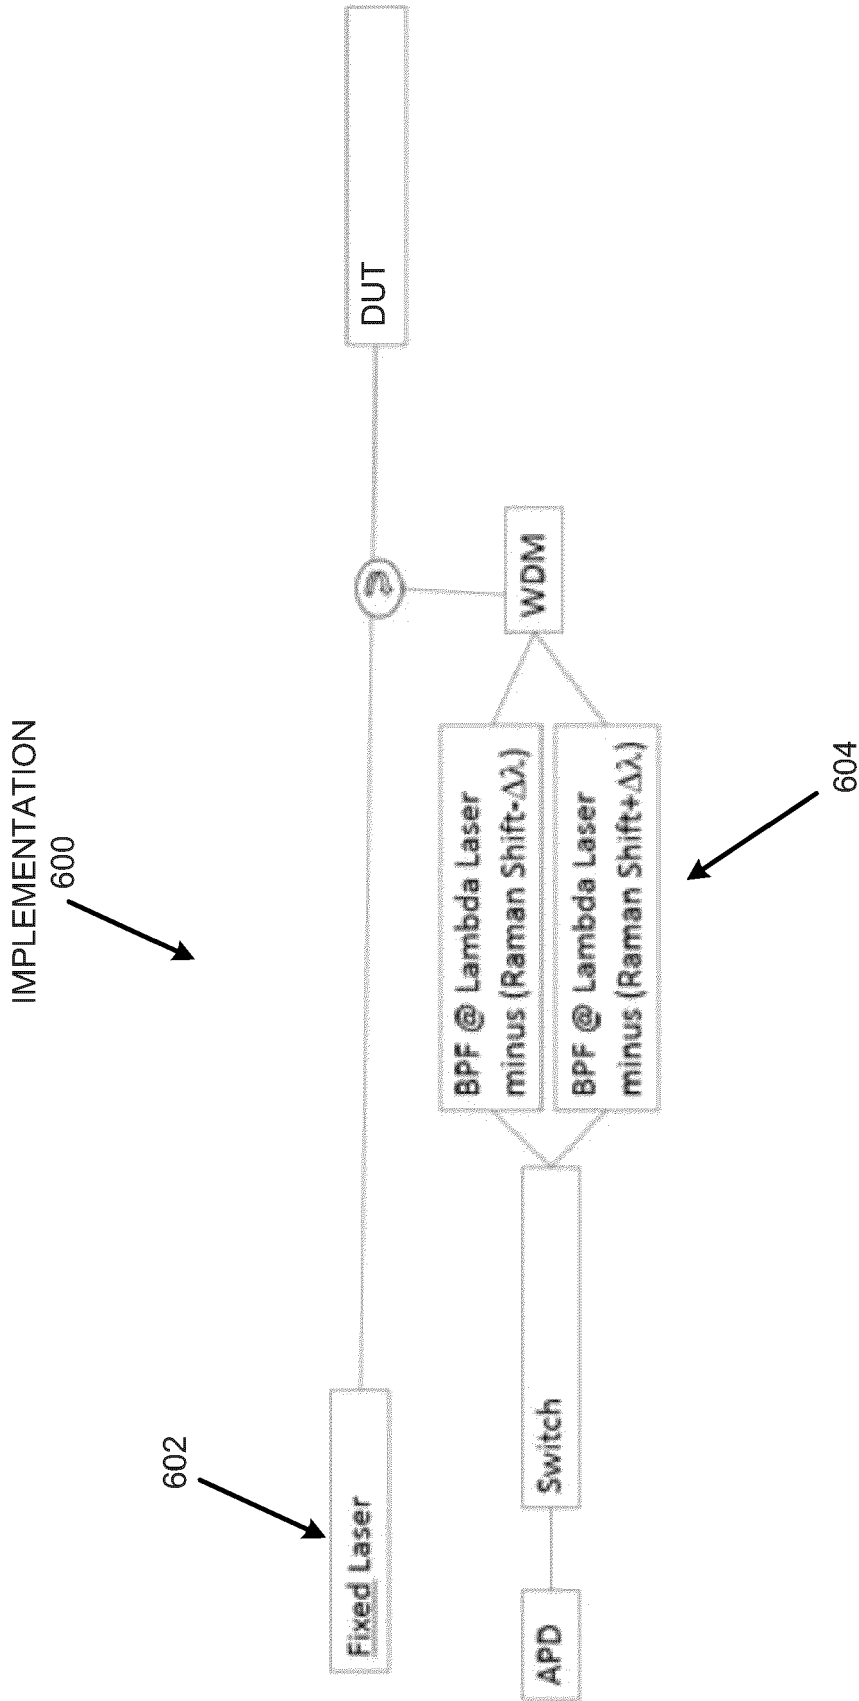 IMPLEMENTATION
600
602
Fixed Laser
DUT
WDM
BPF @ Lambda Laser
minus (Raman Shift-Δλ)
BPF @ Lambda Laser
minus (Raman Shift+Δλ)
604
Switch
APD